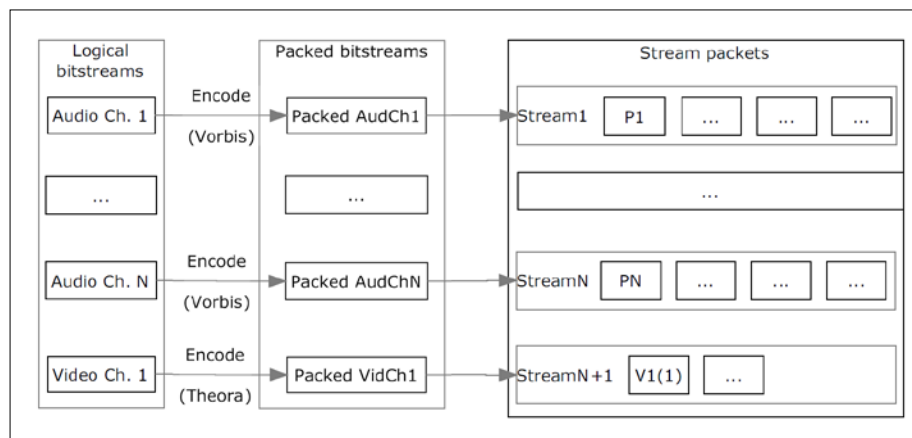 Logical
bitstreams
Packed bitstreams
Stream packets
Audio Ch. 1
Encode
(Vorbis)
Packed AudCh1
Stream1
P1
...
...
...
...
...
...
Audio Ch. N
Encode
(Vorbis)
Packed AudChN
StreamN
PN
...
...
...
Video Ch. 1
Encode
(Theora)
Packed VidCh1
StreamN+1
V1(1)
...